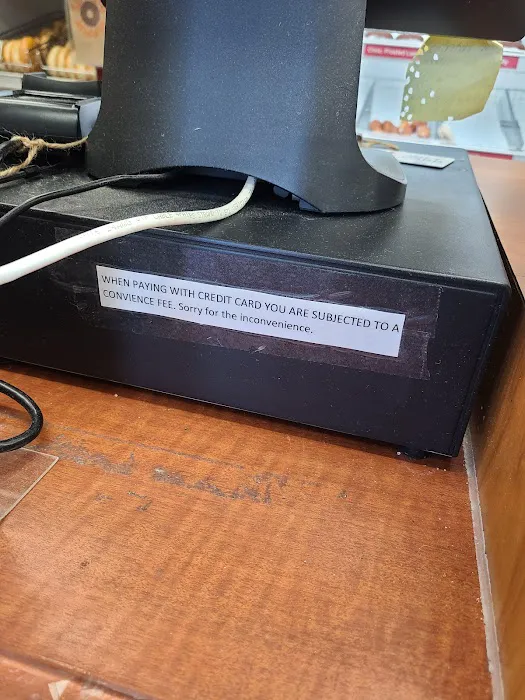 WHEN PAYING WITH CREDIT CARD YOU ARE SUBJECTED TO A
CONVIENCE FEE. Sorry for the inconvenience.